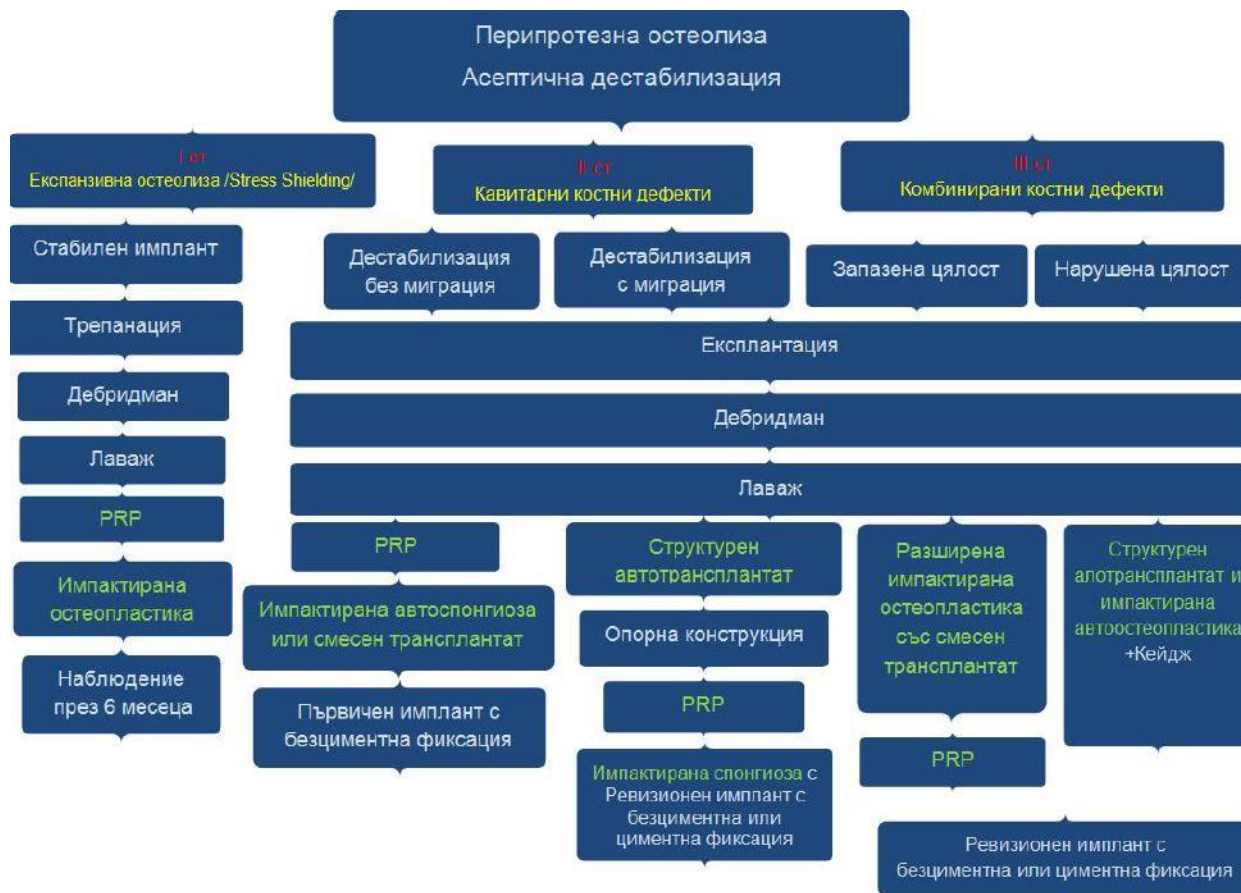 Перипротезна остеолиза
Асептична дестабилизация
I ст
Експанзивна остеолиза /Stress Shielding/
II ст
Кавитарни костни дефекти
III ст
Комбинирани костни дефекти
Стабилен имплант
Трепанация
Дебридман
Лаваж
PRP
Импактирана
остеопластика
Наблюдение
през 6 месеца
Дестабилизация
без миграция
Дестабилизация
с миграция
Запазена цялост
Нарушена цялост
Експлантация
Дебридман
Лаваж
PRP
Импактирана автоспонгиоза
или смесен трансплантат
Първичен имплант с
безциментна фиксация
Структурен
автотрансплантат
Опорна конструкция
PRP
Импактирана спонгиоза с
Ревизионен имплант с
безциментна или
циментна фиксация
Разширена
импактирана
остеопластика
със смесен
трансплантат
PRP
Структурен
алотрансплантат и
импактирана
автоостеопластика
+Кейдж
Ревизионен имплант с
безциментна или циментна фиксация